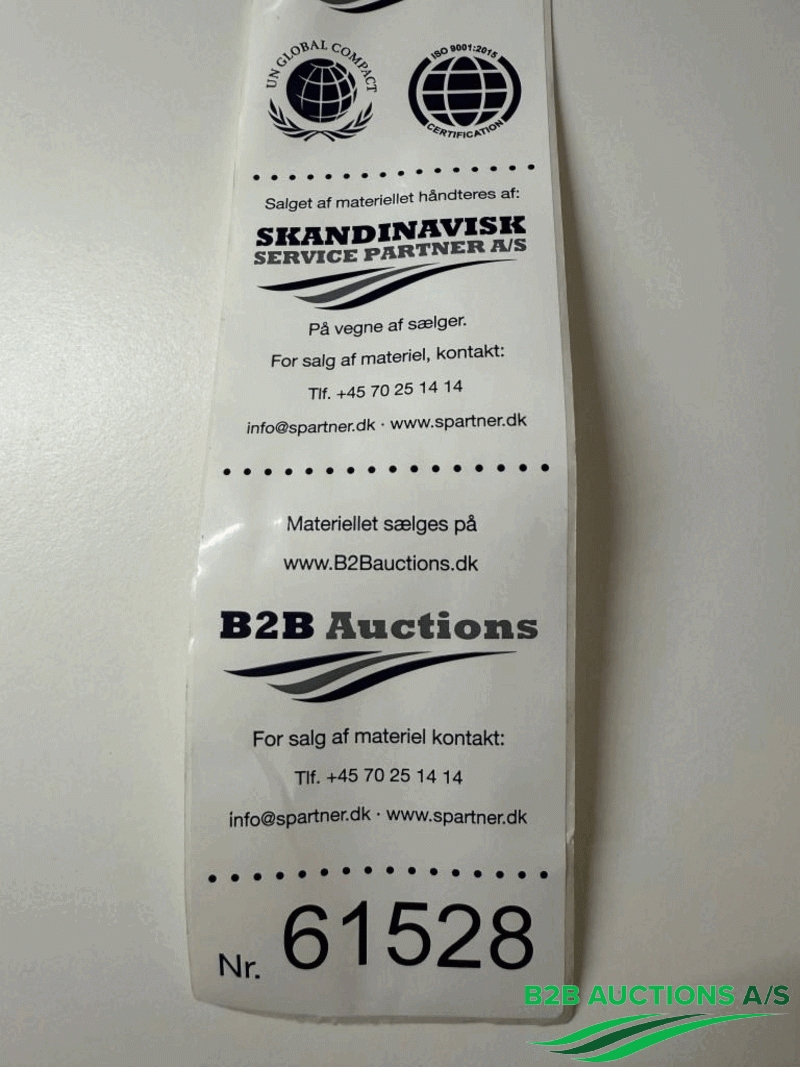 UN GLOBAL COMPACT
ISO 9001:2015
CERTIFICATION
Salget af materiellet håndteres af:
SKANDINAVISK
SERVICE PARTNER A/S
På vegne af sælger.
For salg af materiel, kontakt:
Tlf. +45 70 25 14 14
info@spartner.dk · www.spartner.dk
Materiellet sælges på
www.B2Bauctions.dk
B2B Auctions
For salg af materiel kontakt:
Tlf. +45 70 25 14 14
info@spartner.dk · www.spartner.dk
Nr. 61528
B2B AUCTIONS A/S